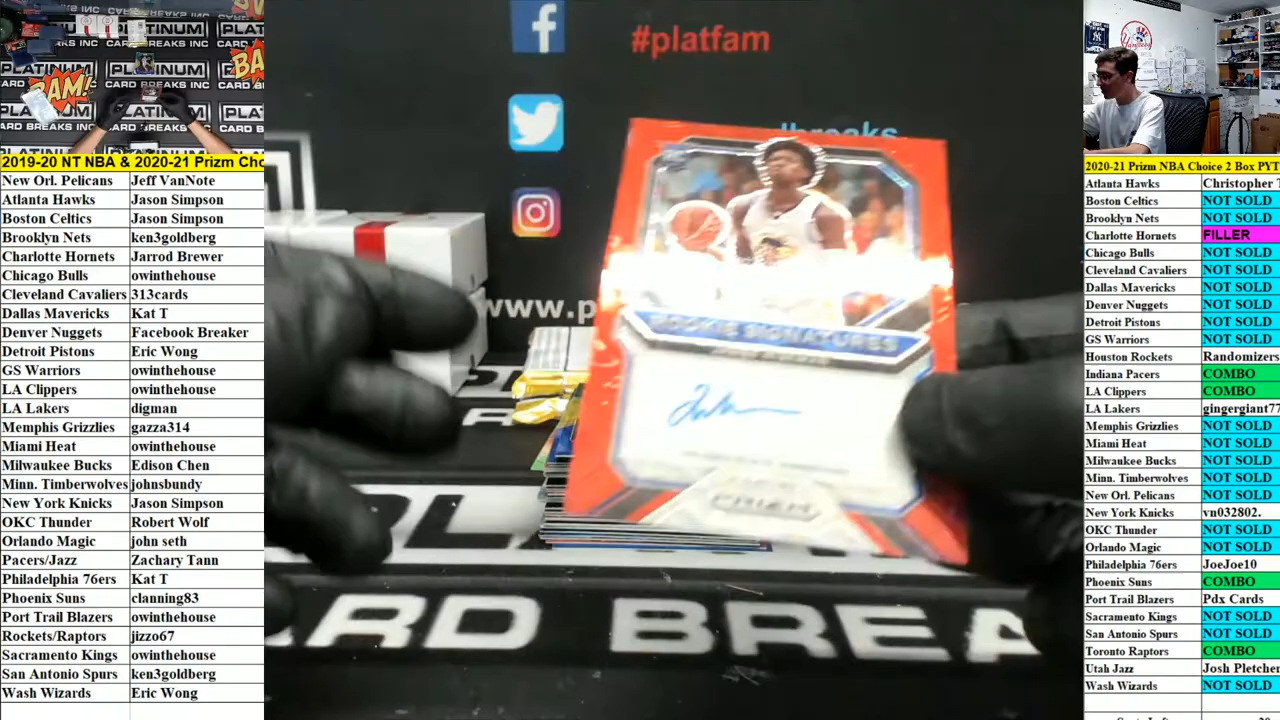 PLATINUM
CARD BREAKS INC
BAM!
2019-20 NT NBA & 2020-21 Prizm Cho
New Orl. Pelicans Jeff VanNote
Atlanta Hawks Jason Simpson
Boston Celtics Jason Simpson
Brooklyn Nets ken3goldberg
Charlotte Hornets Jarrod Brewer
Chicago Bulls owinthehouse
Cleveland Cavaliers 313cards
Dallas Mavericks Kat T
Denver Nuggets Facebook Breaker
Detroit Pistons Eric Wong
GS Warriors owinthehouse
LA Clippers owinthehouse
LA Lakers digman
Memphis Grizzlies gazza314
Miami Heat owinthehouse
Milwaukee Bucks Edison Chen
Minn. Timberwolves johnsbundy
New York Knicks Jason Simpson
OKC Thunder Robert Wolf
Orlando Magic john seth
Pacers/Jazz Zachary Tann
Philadelphia 76ers Kat T
Phoenix Suns clanning83
Port Trail Blazers owinthehouse
Rockets/Raptors jizzo67
Sacramento Kings owinthehouse
San Antonio Spurs ken3goldberg
Wash Wizards Eric Wong
#platfam
www.p
ROOKIE SIGNATURES
PRIZM
ARD BREA
2020-21 Prizm NBA Choice 2 Box PYT
Atlanta Hawks Christopher T
Boston Celtics NOT SOLD
Brooklyn Nets NOT SOLD
Charlotte Hornets FILLER
Chicago Bulls NOT SOLD
Cleveland Cavaliers NOT SOLD
Dallas Mavericks NOT SOLD
Denver Nuggets NOT SOLD
Detroit Pistons NOT SOLD
GS Warriors NOT SOLD
Houston Rockets Randomizers
Indiana Pacers COMBO
LA Clippers COMBO
LA Lakers gingergiant77
Memphis Grizzlies NOT SOLD
Miami Heat NOT SOLD
Milwaukee Bucks NOT SOLD
Minn. Timberwolves NOT SOLD
New Orl. Pelicans NOT SOLD
New York Knicks vn032802.
OKC Thunder NOT SOLD
Orlando Magic NOT SOLD
Philadelphia 76ers JoeJoe10
Phoenix Suns COMBO
Port Trail Blazers Pdx Cards
Sacramento Kings NOT SOLD
San Antonio Spurs NOT SOLD
Toronto Raptors COMBO
Utah Jazz Josh Pletcher
Wash Wizards NOT SOLD